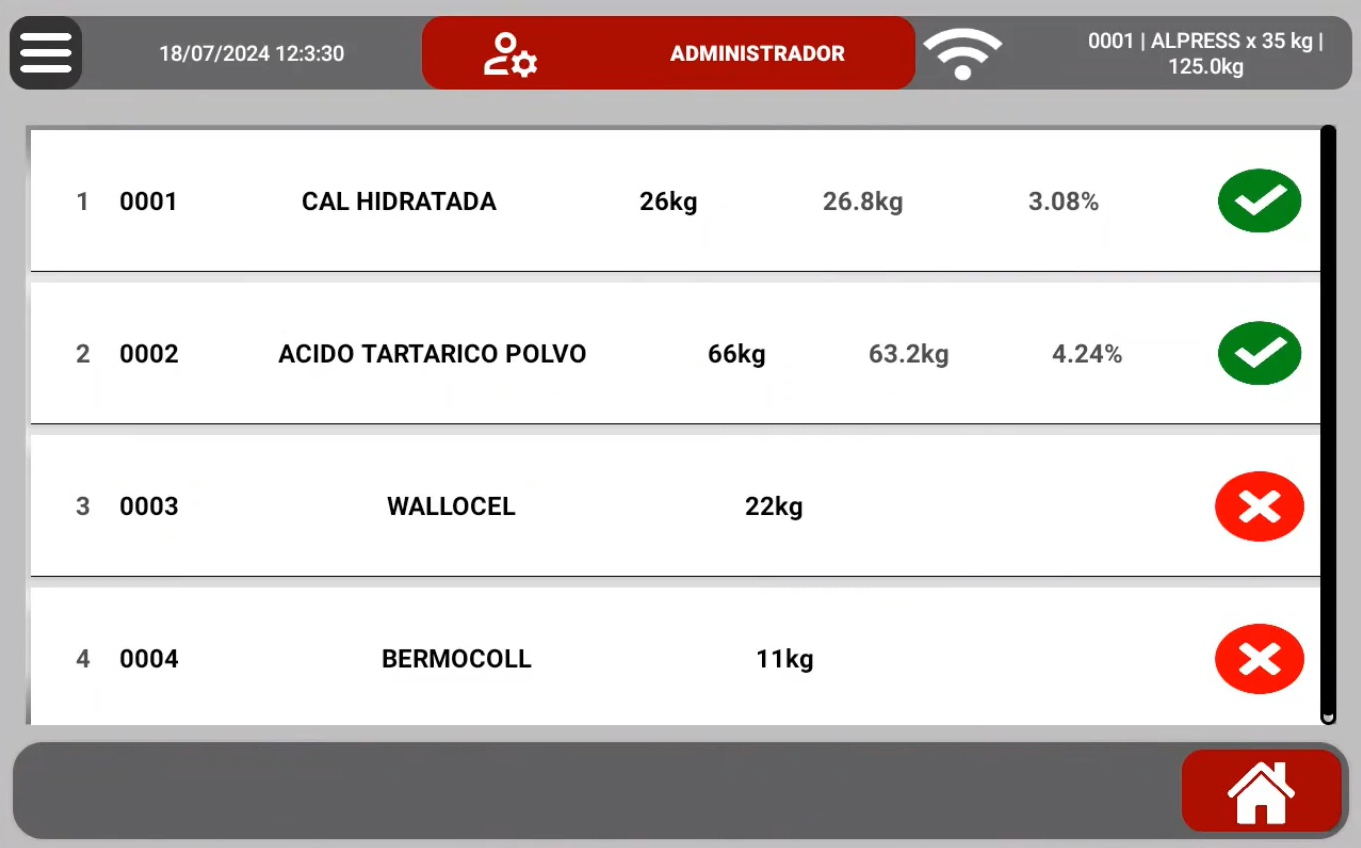 18/07/2024 12:3:30
ADMINISTRADOR
0001 | ALPRESS x 35 kg |
125.0kg
1 0001 CAL HIDRATADA 26kg 26.8kg 3.08%
2 0002 ACIDO TARTARICO POLVO 66kg 63.2kg 4.24%
3 0003 WALLOCEL 22kg
4 0004 BERMOCOLL 11kg